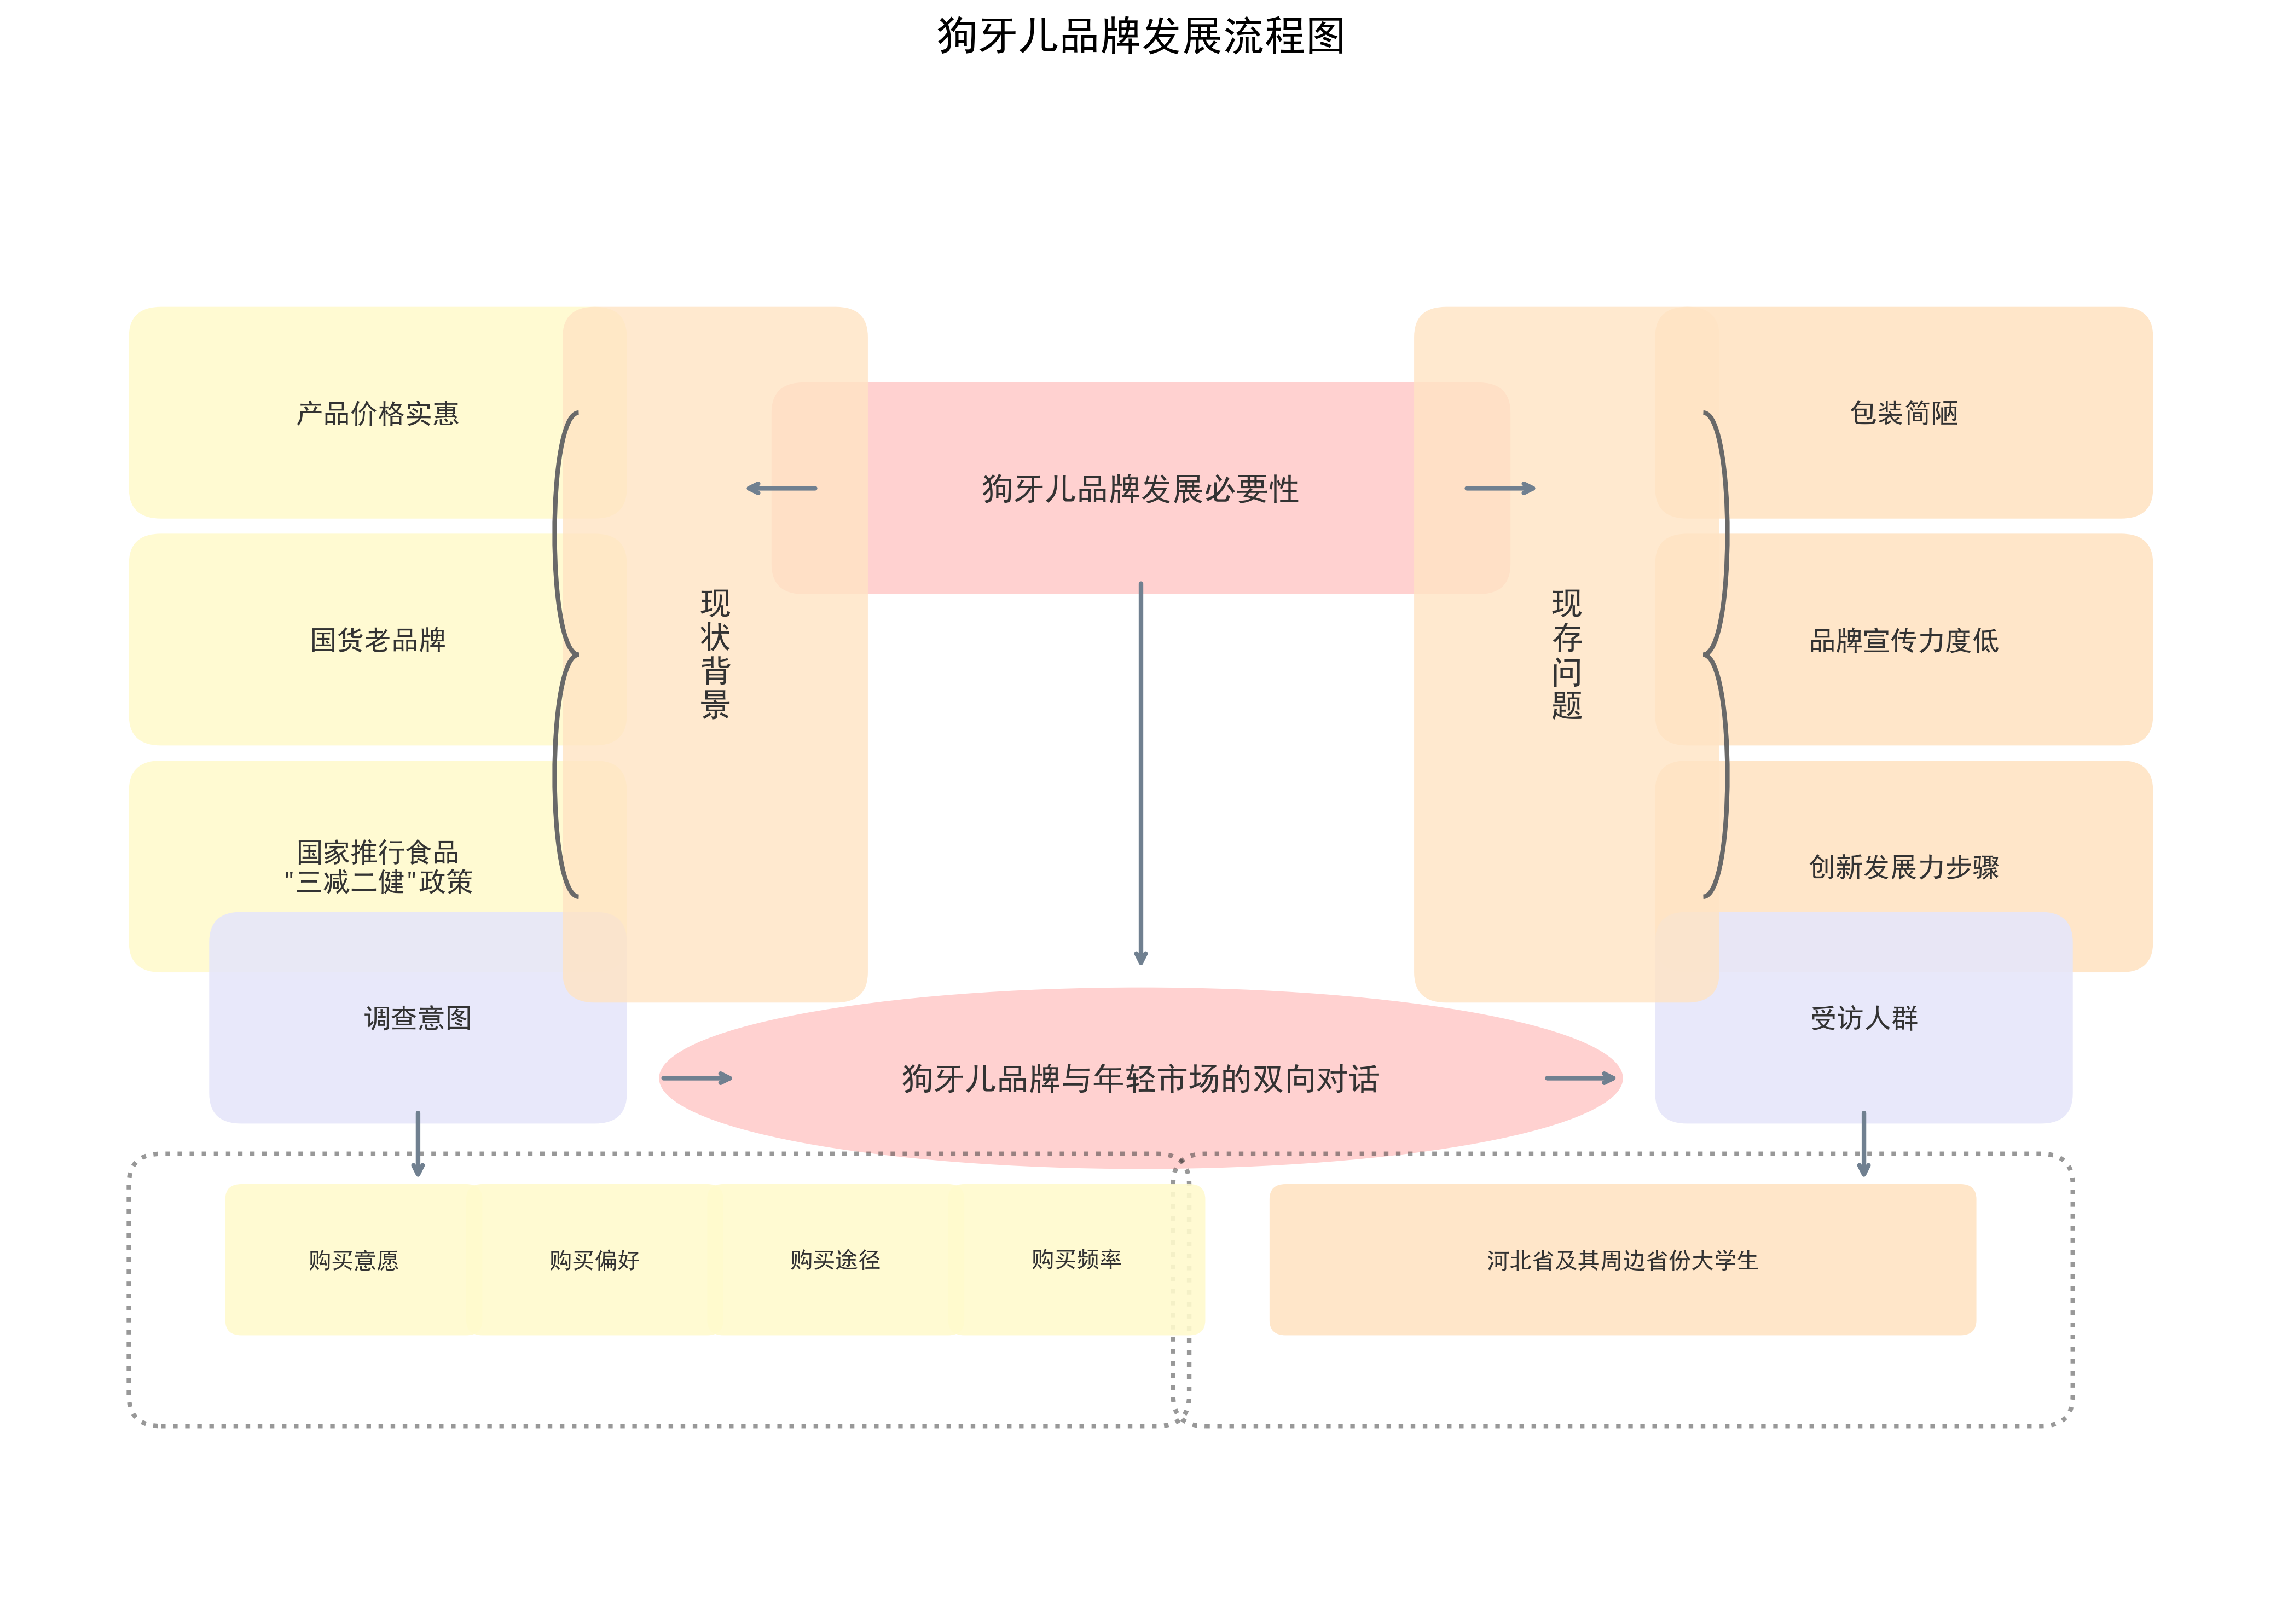 狗牙儿品牌发展流程图
产品价格实惠
国货老品牌
国家推行食品
"三减二健"政策
现状背景
狗牙儿品牌发展必要性
现存问题
包装简陋
品牌宣传力度低
创新发展力步骤
调查意图
狗牙儿品牌与年轻市场的双向对话
受访人群
购买意愿
购买偏好
购买途径
购买频率
河北省及其周边省份大学生